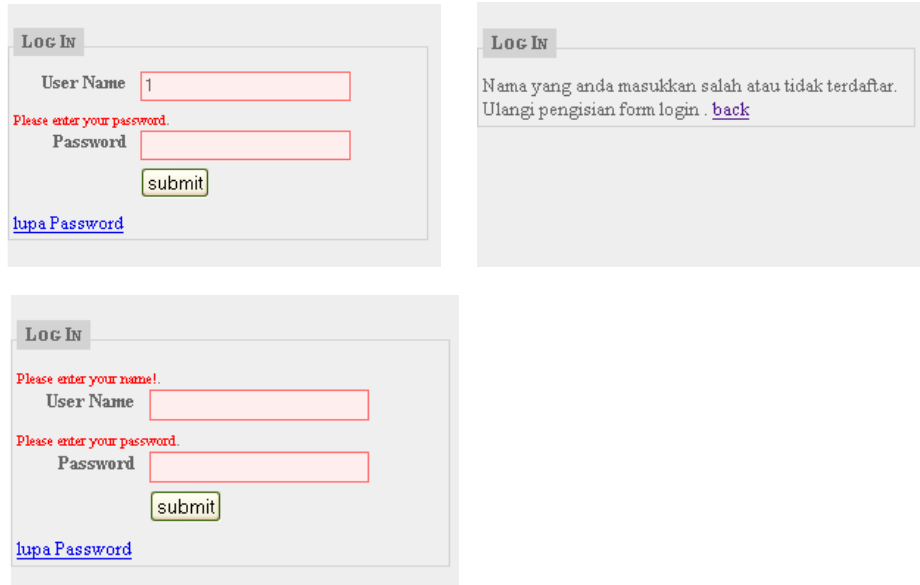 Log In
User Name 1
Please enter your password.
Password
submit
lupa Password
Log In
Nama yang anda masukkan salah atau tidak terdaftar.
Ulangi pengisian form login . back
Log In
Please enter your name!.
User Name
Please enter your password.
Password
submit
lupa Password